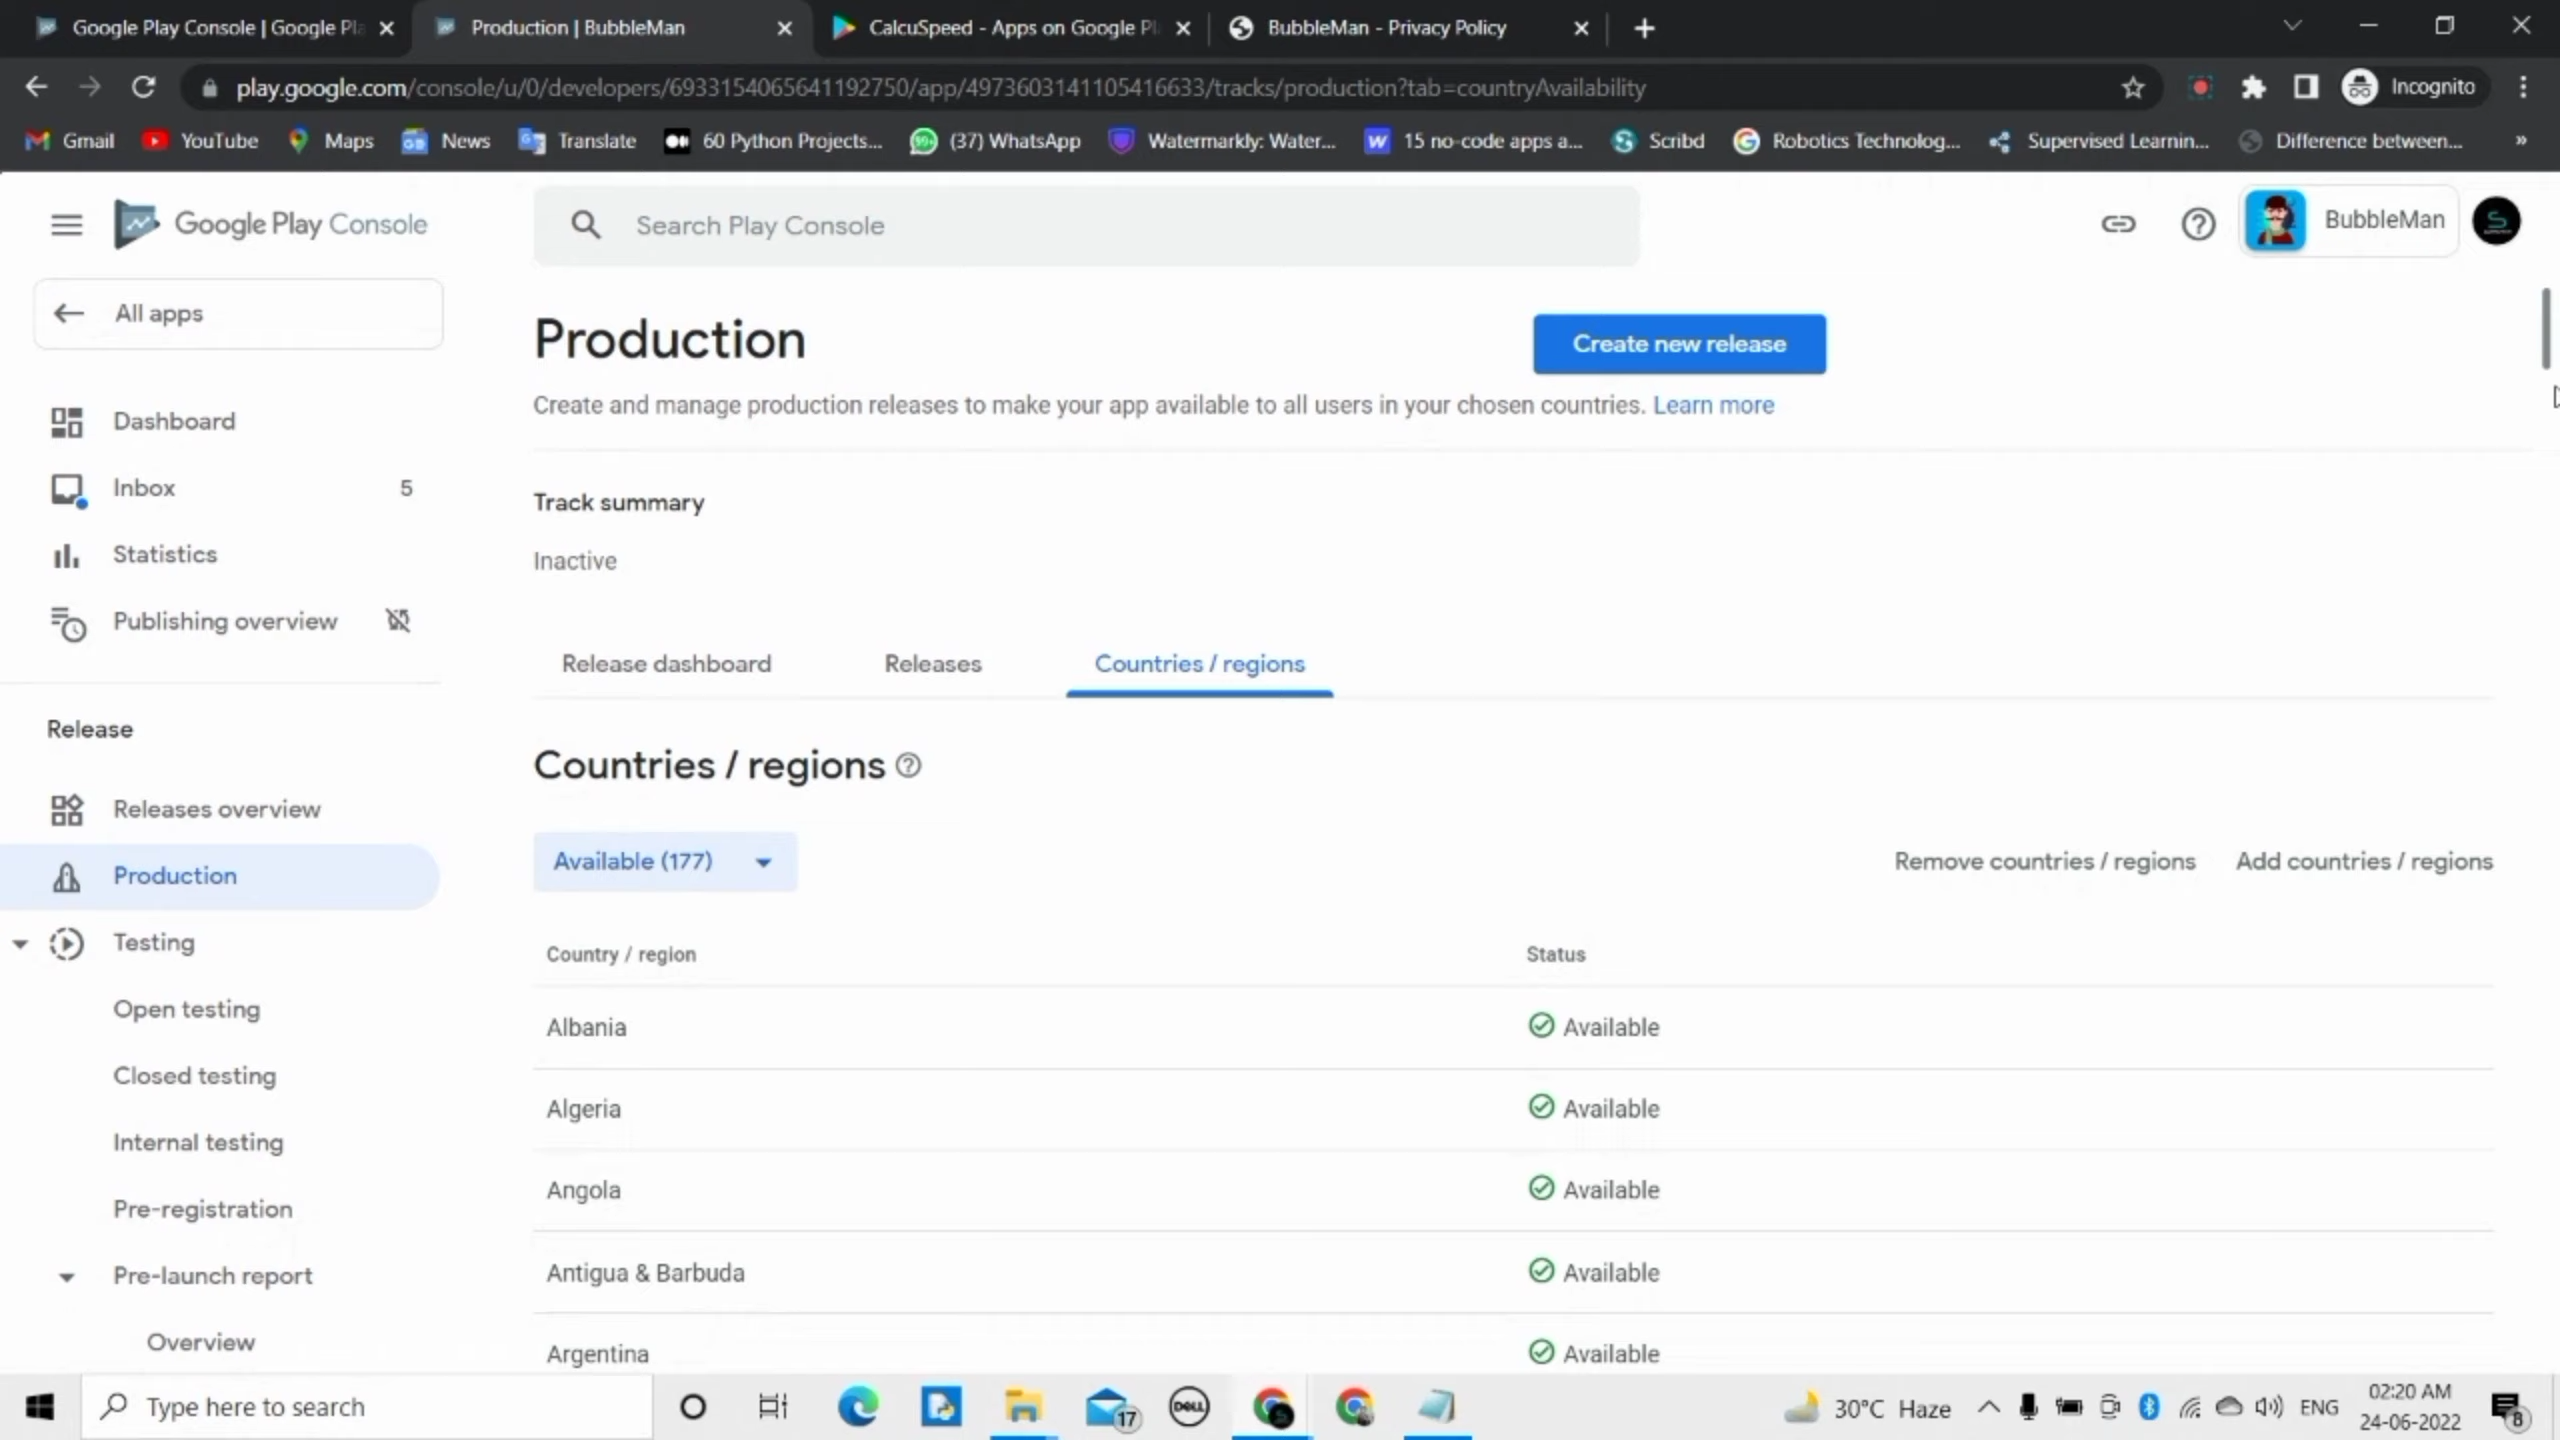 Google Play Console | Google Pla
Production | BubbleMan
CalcuSpeed - Apps on Google Pl
BubbleMan - Privacy Policy
play.google.com/console/u/0/developers/6933154065641192750/app/4973603141105416633/tracks/production?tab=countryAvailability
Incognito
Gmail
YouTube
Maps
News
Translate
60 Python Projects...
(37) WhatsApp
Watermarkly: Water...
15 no-code apps a...
Scribd
Robotics Technolog...
Supervised Learnin...
Difference between...
»
Google Play Console
Search Play Console
BubbleMan
All apps
Production
Create new release
Create and manage production releases to make your app available to all users in your chosen countries. Learn more
Dashboard
Inbox 5
Statistics
Publishing overview
Track summary
Inactive
Release dashboard
Releases
Countries / regions
Release
Releases overview
Production
Testing
Open testing
Closed testing
Internal testing
Pre-registration
Pre-launch report
Overview
Countries / regions
Available (177)
Remove countries / regions
Add countries / regions
Country / region Status
Albania Available
Algeria Available
Angola Available
Antigua & Barbuda Available
Argentina Available
Type here to search
17
DELL
30°C Haze
ENG
02:20 AM
24-06-2022
8